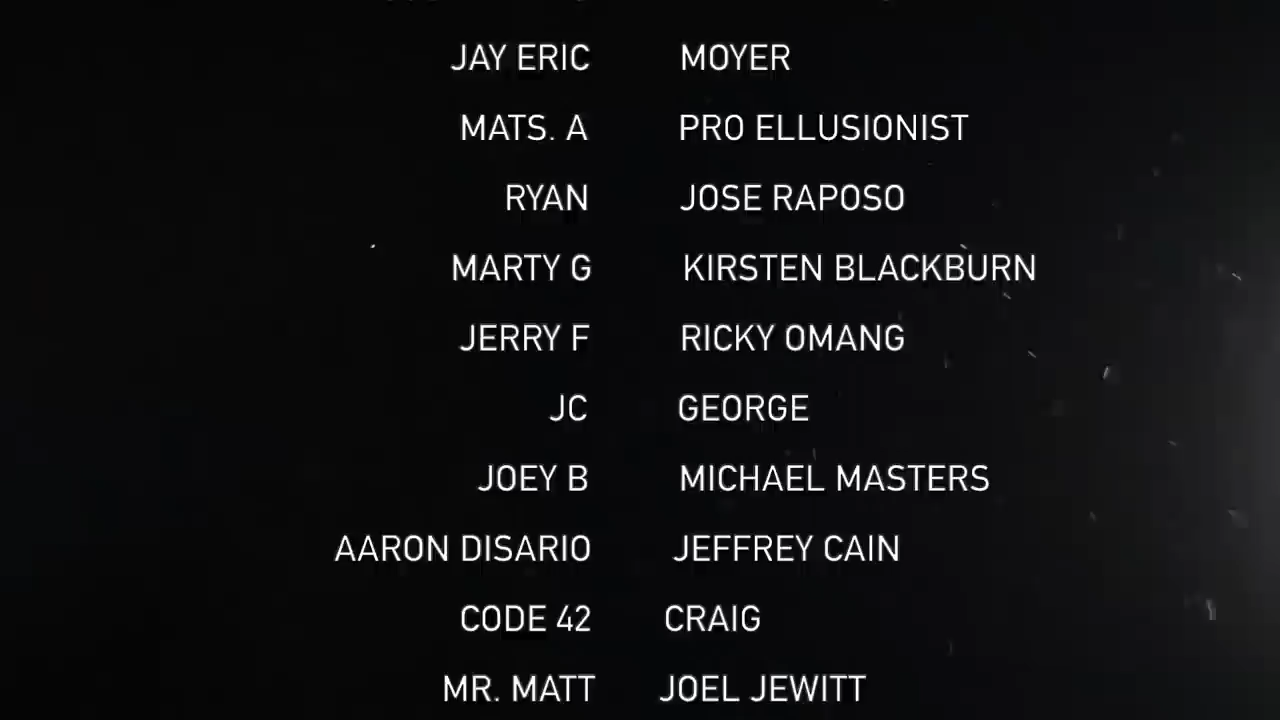 JAY ERIC MOYER
MATS. A PRO ELLUSIONIST
RYAN JOSE RAPOSO
MARTY G KIRSTEN BLACKBURN
JERRY F RICKY OMANG
JC GEORGE
JOEY B MICHAEL MASTERS
AARON DISARIO JEFFREY CAIN
CODE 42 CRAIG
MR. MATT JOEL JEWITT